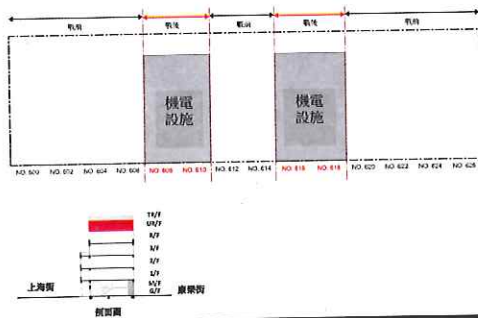 戰前 戰後 戰前 戰後 戰前
機電
設施
機電
設施
NO. 600 NO. 602 NO. 604 NO. 606 NO. 608 NO. 610 NO. 612 NO. 614 NO. 616 NO. 618 NO. 620 NO. 622 NO. 624 NO. 626
TR/F
UR/F
R/F
3/F
2/F
1/F
M/F
G/F
上海街
康樂街
剖面圖